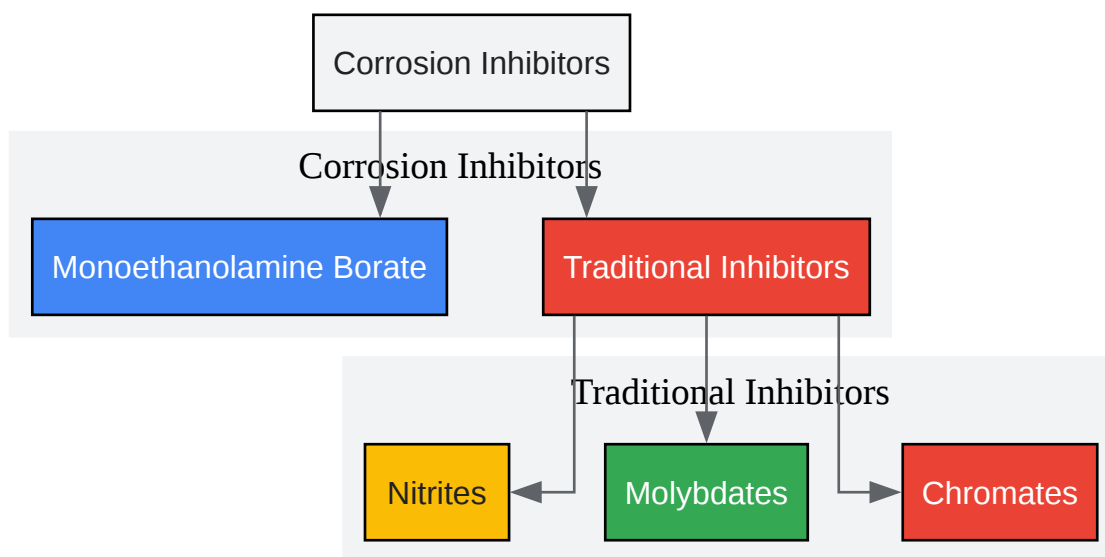 Corrosion Inhibitors
Corrosion Inhibitors
Monoethanolamine Borate
Traditional Inhibitors
Traditional Inhibitors
Nitrites
Molybdates
Chromates